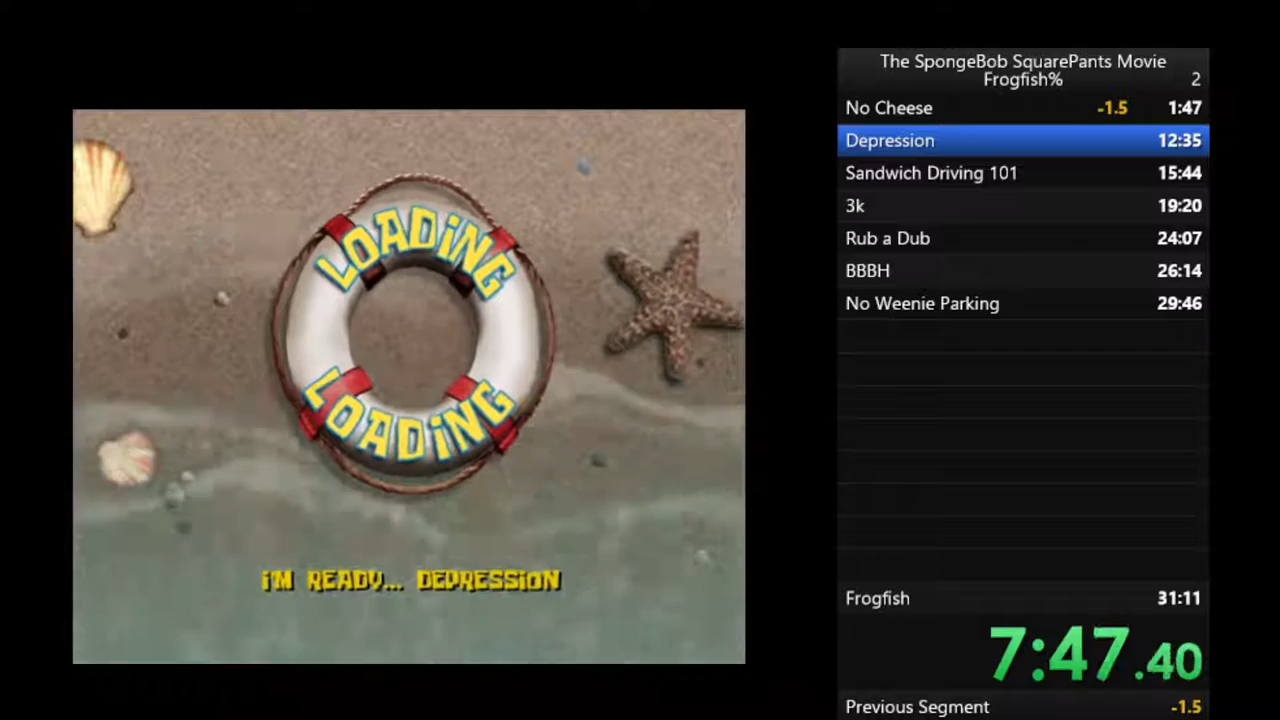 LOADiNG
LOADiNG
i'M READY... DEPRESSiON
The SpongeBob SquarePants Movie
Frogfish% 2
No Cheese -1.5 1:47
Depression 12:35
Sandwich Driving 101 15:44
3k 19:20
Rub a Dub 24:07
BBBH 26:14
No Weenie Parking 29:46
Frogfish 31:11
7:47.40
Previous Segment -1.5